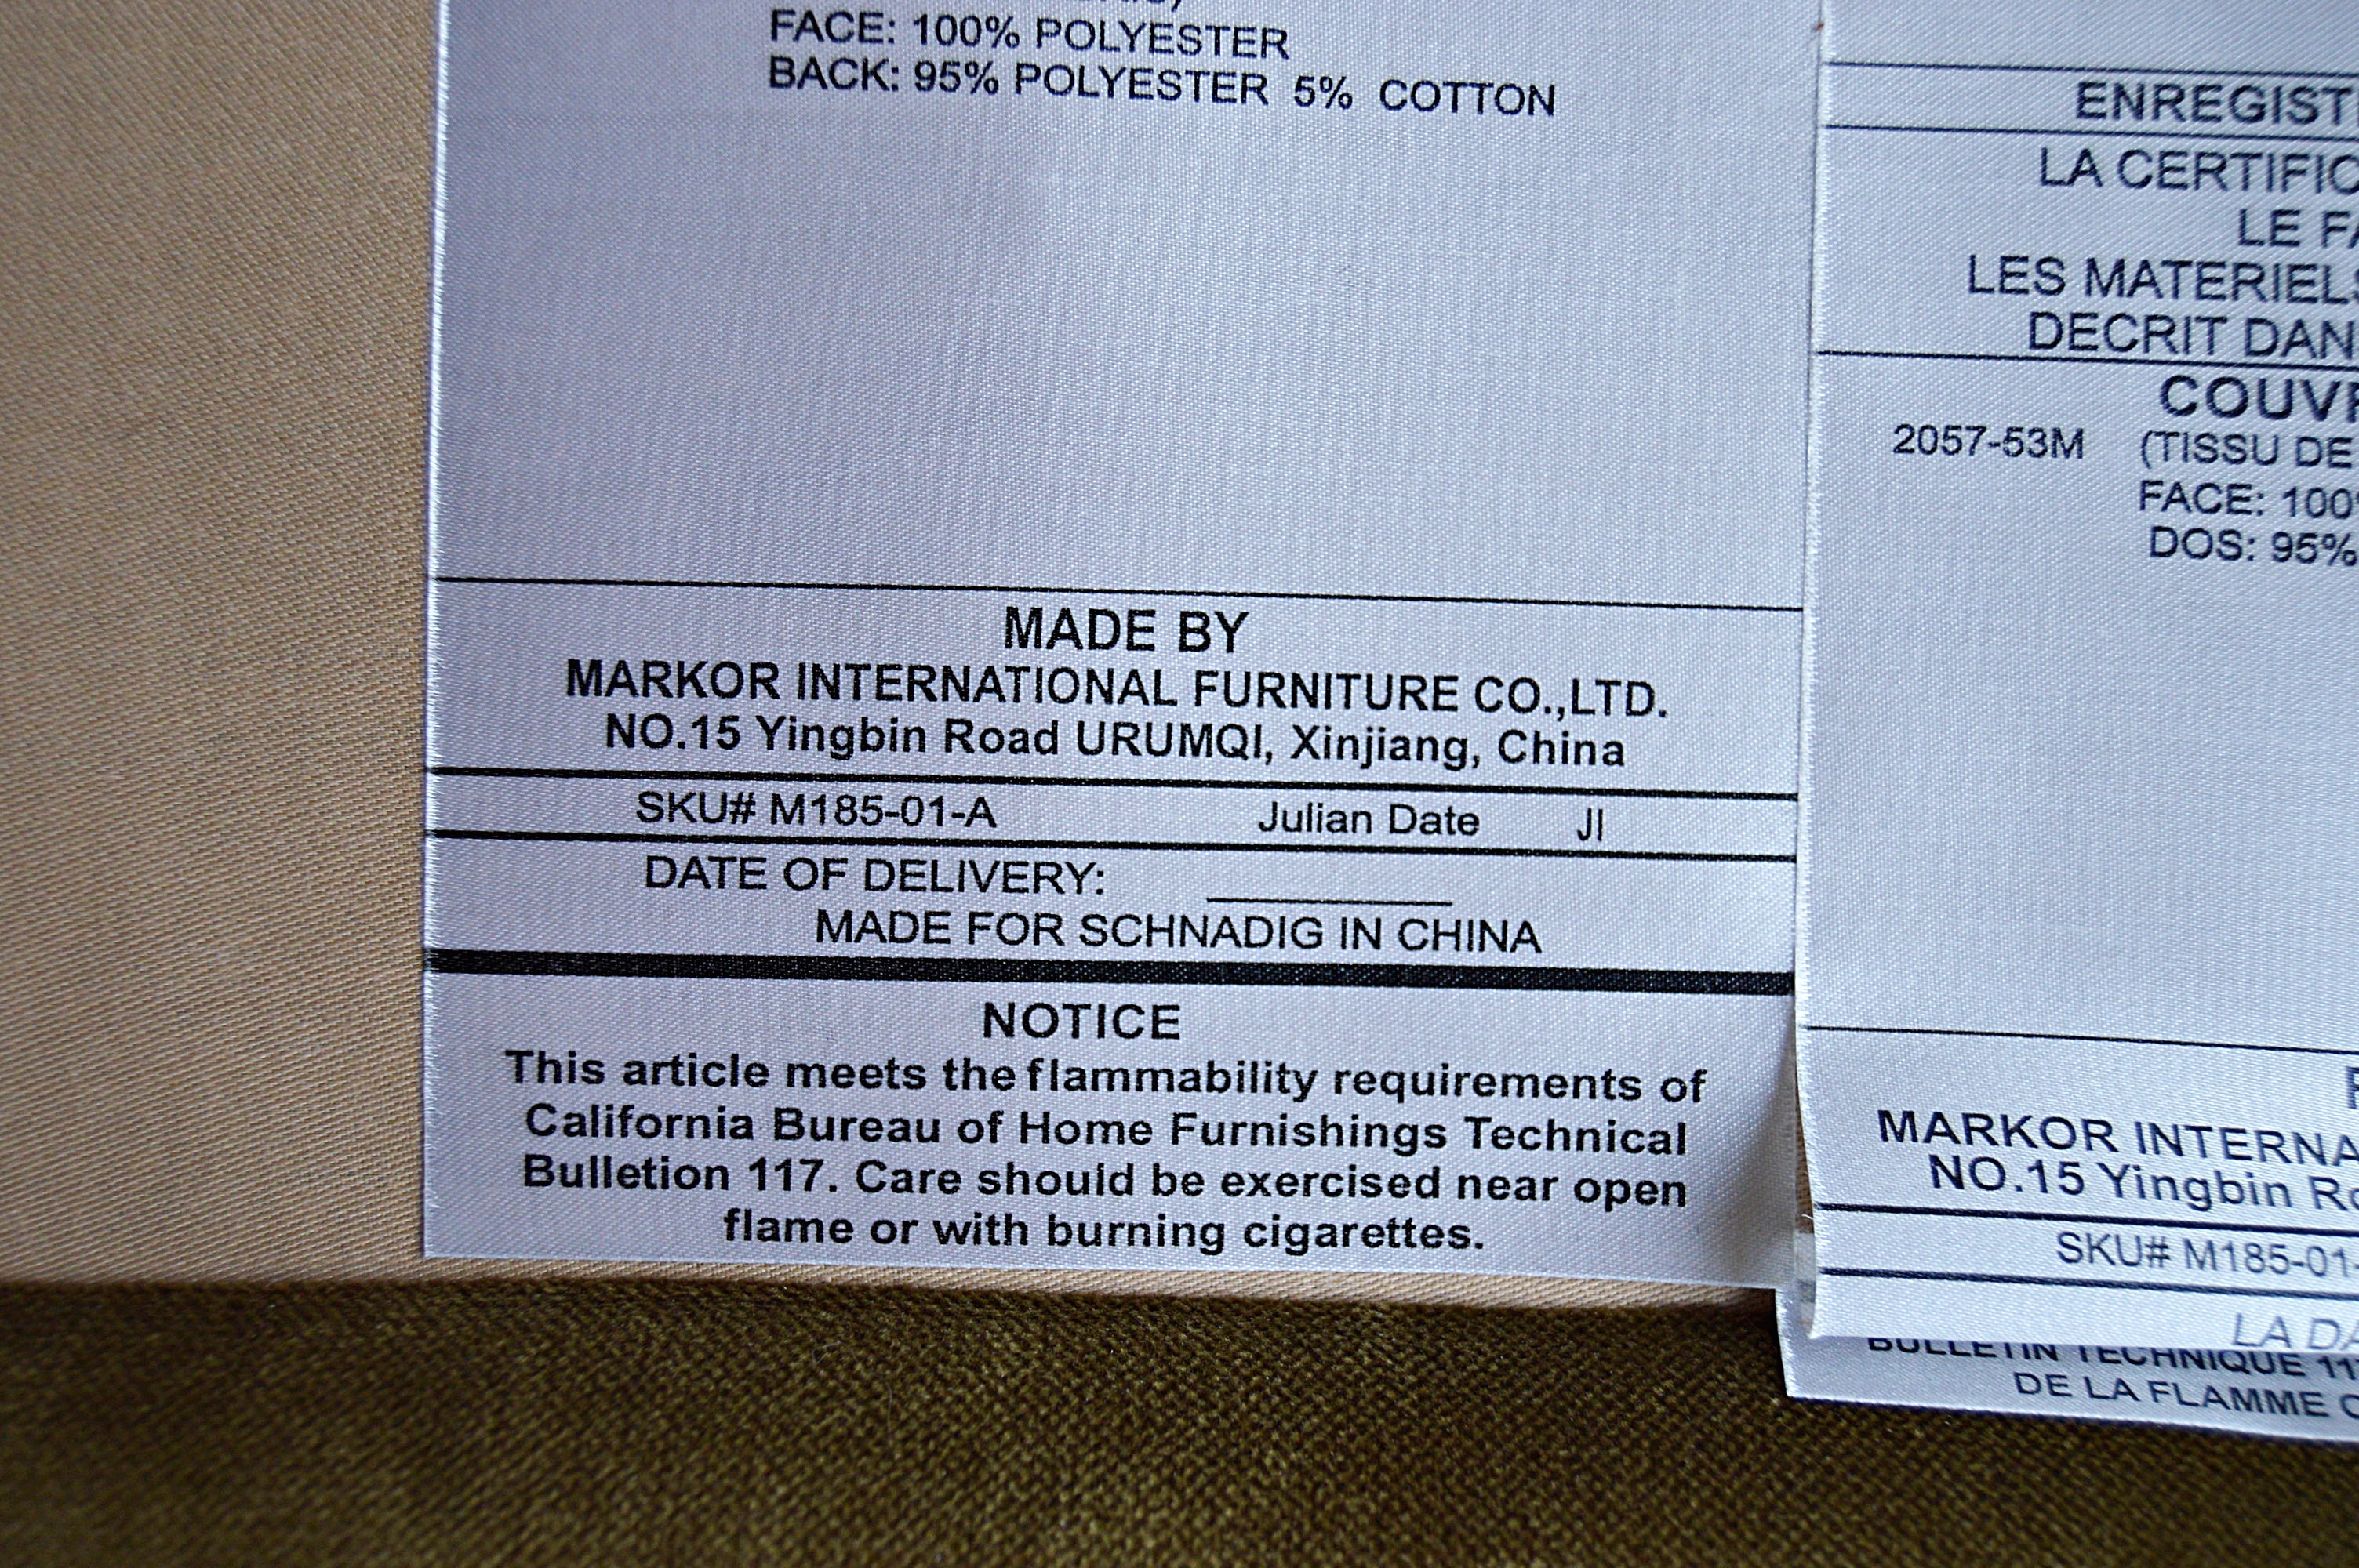 FACE: 100% POLYESTER
BACK: 95% POLYESTER 5% COTTON
MADE BY
MARKOR INTERNATIONAL FURNITURE CO.,LTD.
NO.15 Yingbin Road URUMQI, Xinjiang, China
SKU# M185-01-A Julian Date JI
DATE OF DELIVERY:
MADE FOR SCHNADIG IN CHINA
NOTICE
This article meets the flammability requirements of
California Bureau of Home Furnishings Technical
Bulletion 117. Care should be exercised near open
flame or with burning cigarettes.
ENREGIST
LA CERTIFIC
LE FA
LES MATERIELS
DECRIT DANS
COUVR
2057-53M (TISSU DE
FACE: 100%
DOS: 95%
MARKOR INTERNA
NO.15 Yingbin Ro
SKU# M185-01-
LA DA
BULLETIN TECHNIQUE 117
DE LA FLAMME O